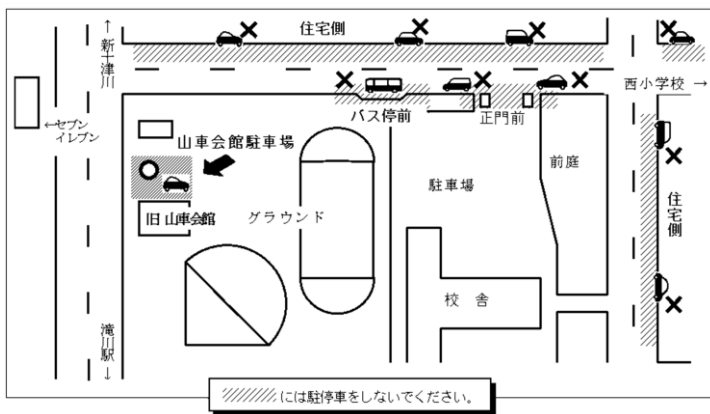 ↑新十津川
住宅側
西小学校 →
←セブン
イレブン
バス停前
正門前
山車会館駐車場
前庭
駐車場
住宅側
旧山車会館
グラウンド
校舎
滝川駅↓
には駐停車をしないでください。